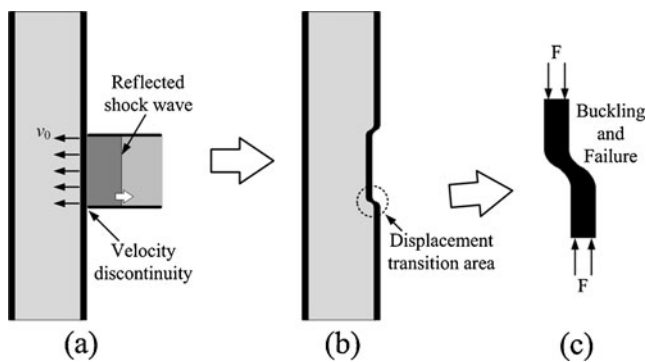 Reflected
shock wave
v0
Velocity
discontinuity
(a)
Displacement
transition area
(b)
F
Buckling
and
Failure
F
(c)